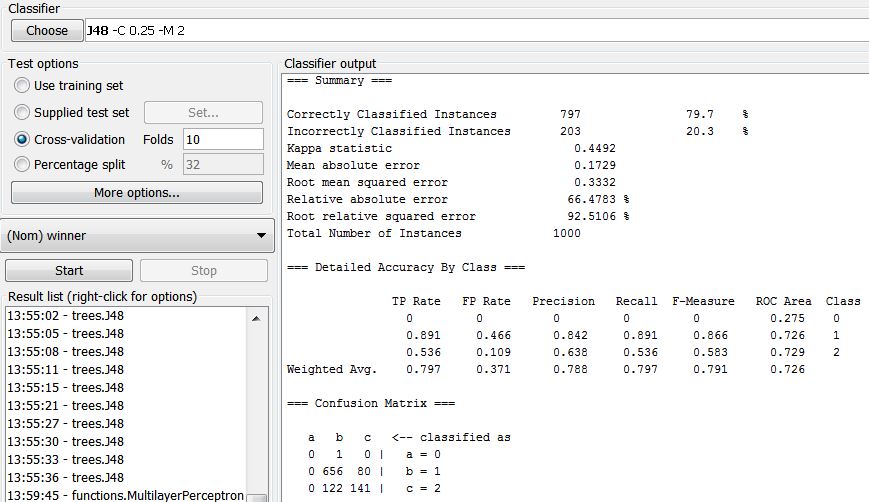 Classifier
Choose J48 -C 0.25 -M 2
Test options
Use training set
Supplied test set Set...
Cross-validation Folds 10
Percentage split % 32
More options...
(Nom) winner
Start Stop
Result list (right-click for options)
13:55:02 - trees.J48
13:55:05 - trees.J48
13:55:08 - trees.J48
13:55:11 - trees.J48
13:55:15 - trees.J48
13:55:21 - trees.J48
13:55:27 - trees.J48
13:55:30 - trees.J48
13:55:33 - trees.J48
13:55:36 - trees.J48
13:59:45 - functions.MultilayerPerceptron
Classifier output
=== Summary ===
Correctly Classified Instances 797 79.7 %
Incorrectly Classified Instances 203 20.3 %
Kappa statistic 0.4492
Mean absolute error 0.1729
Root mean squared error 0.3332
Relative absolute error 66.4783 %
Root relative squared error 92.5106 %
Total Number of Instances 1000
=== Detailed Accuracy By Class ===
TP Rate FP Rate Precision Recall F-Measure ROC Area Class
0 0 0 0 0 0.275 0
0.891 0.466 0.842 0.891 0.866 0.726 1
0.536 0.109 0.638 0.536 0.583 0.729 2
Weighted Avg. 0.797 0.371 0.788 0.797 0.791 0.726
=== Confusion Matrix ===
a b c <-- classified as
0 1 0 | a = 0
0 656 80 | b = 1
0 122 141 | c = 2